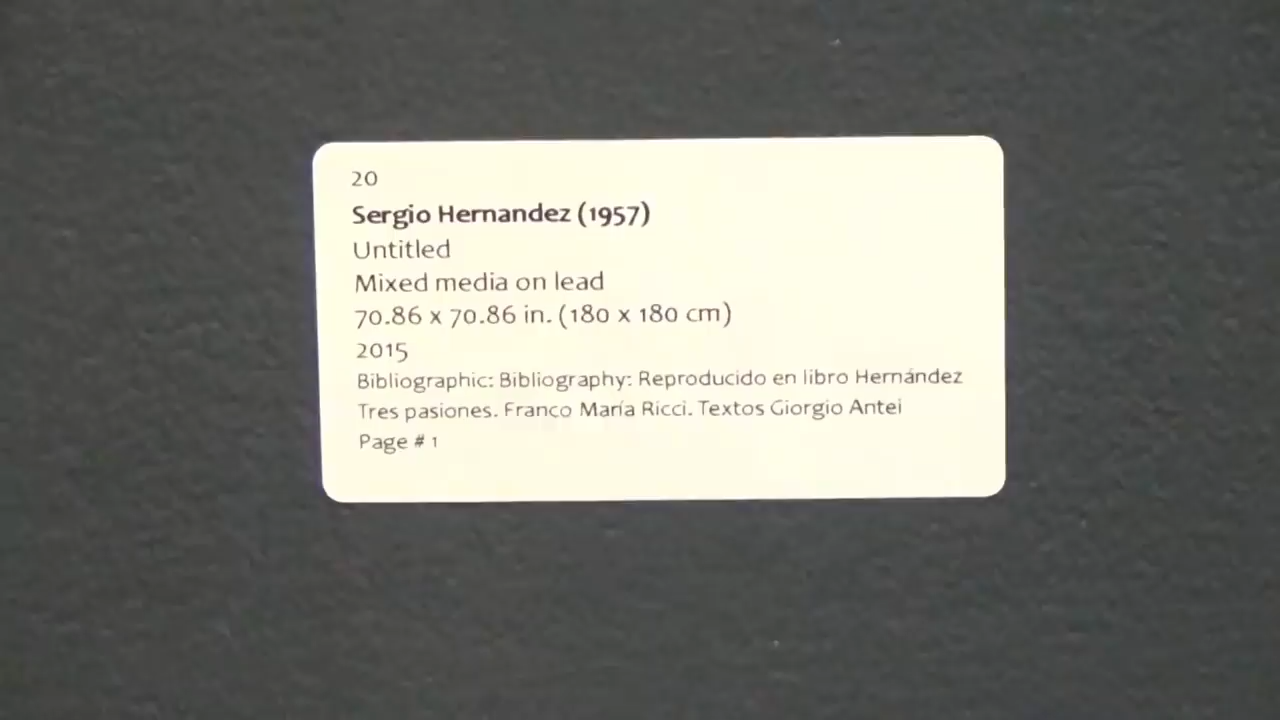 20
Sergio Hernandez (1957)
Untitled
Mixed media on lead
70.86 x 70.86 in. (180 x 180 cm)
2015
Bibliographic: Bibliography: Reproducido en libro Hernández
Tres pasiones. Franco María Ricci. Textos Giorgio Antei
Page # 1